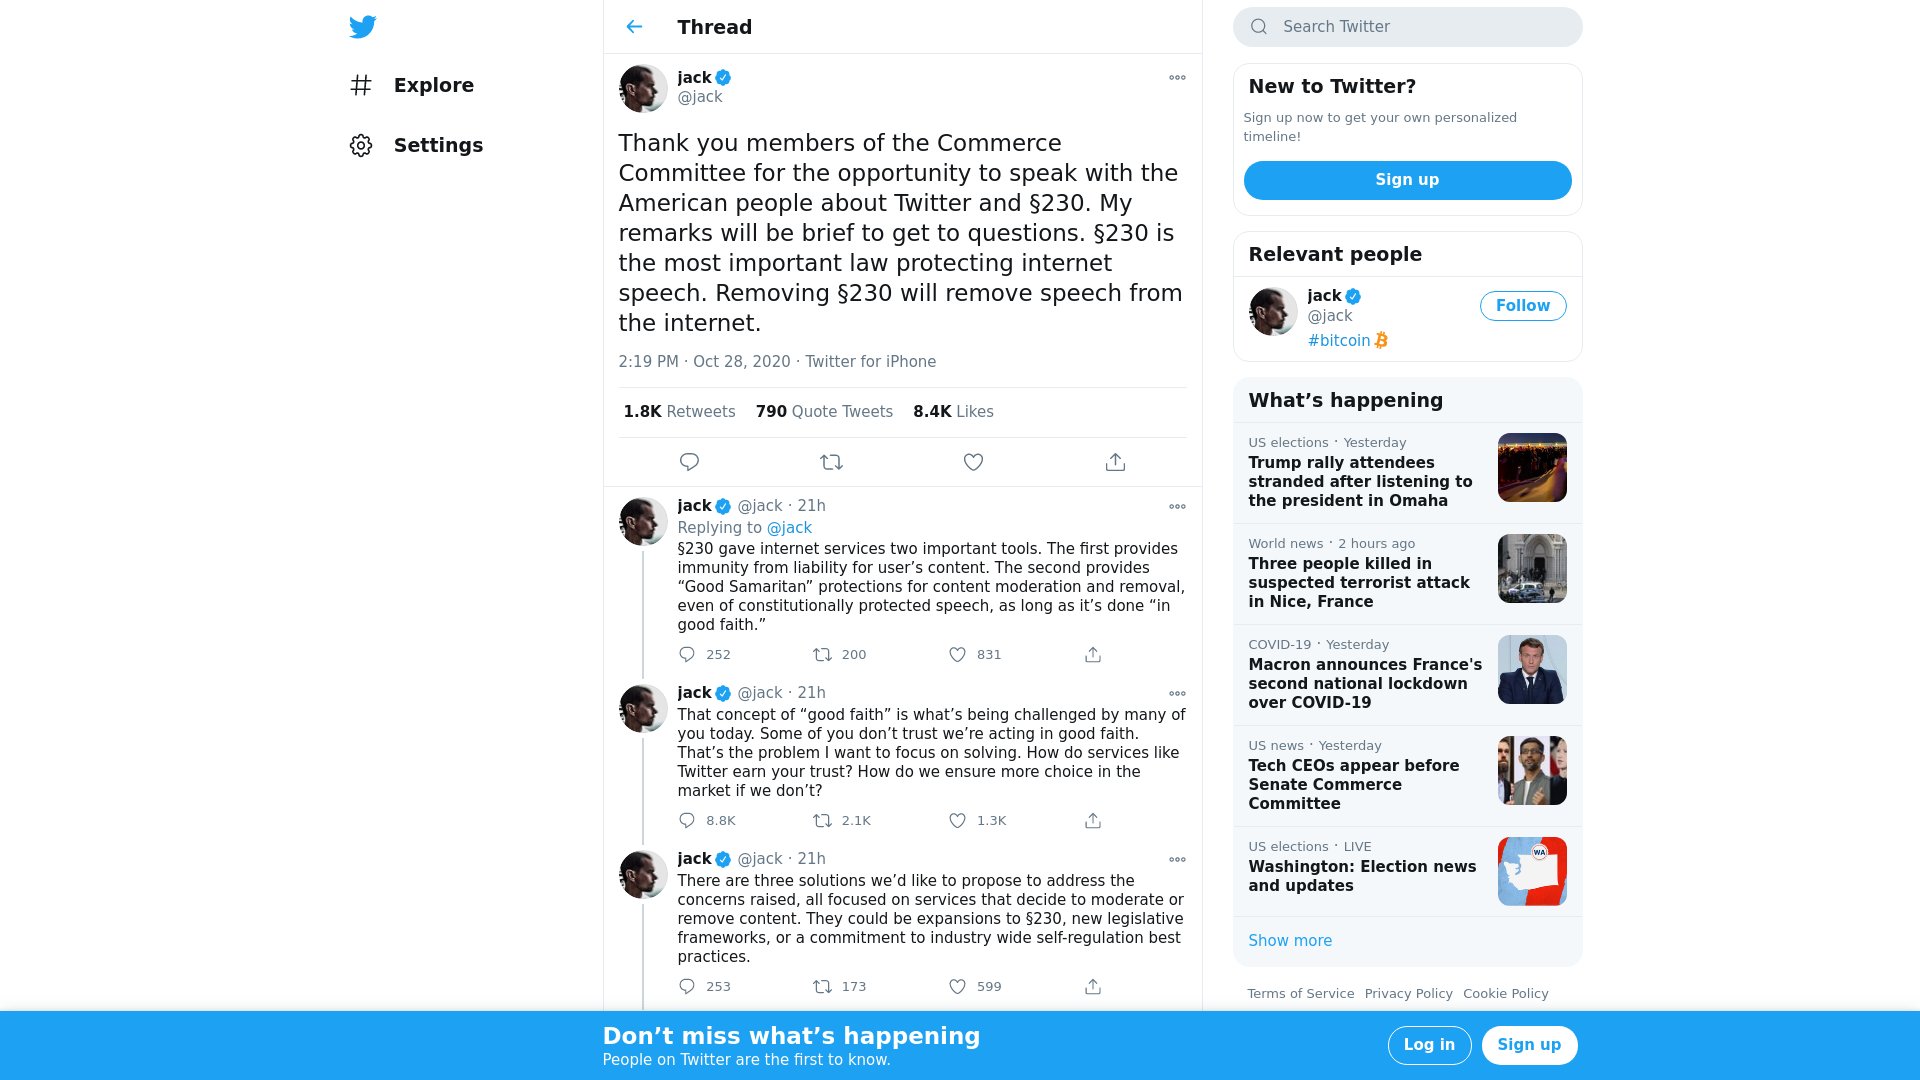 Explore
Settings
Thread
jack
@jack
Thank you members of the Commerce
Committee for the opportunity to speak with the
American people about Twitter and §230. My
remarks will be brief to get to questions. §230 is
the most important law protecting internet
speech. Removing §230 will remove speech from
the internet.
2:19 PM · Oct 28, 2020 · Twitter for iPhone
1.8K Retweets 790 Quote Tweets 8.4K Likes
jack @jack · 21h
Replying to @jack
§230 gave internet services two important tools. The first provides
immunity from liability for user’s content. The second provides
“Good Samaritan” protections for content moderation and removal,
even of constitutionally protected speech, as long as it’s done “in
good faith.”
252 200 831
jack @jack · 21h
That concept of “good faith” is what’s being challenged by many of
you today. Some of you don’t trust we’re acting in good faith.
That’s the problem I want to focus on solving. How do services like
Twitter earn your trust? How do we ensure more choice in the
market if we don’t?
8.8K 2.1K 1.3K
jack @jack · 21h
There are three solutions we’d like to propose to address the
concerns raised, all focused on services that decide to moderate or
remove content. They could be expansions to §230, new legislative
frameworks, or a commitment to industry wide self-regulation best
practices.
253 173 599
Search Twitter
New to Twitter?
Sign up now to get your own personalized
timeline!
Sign up
Relevant people
jack
@jack
Follow
#bitcoin
What’s happening
US elections · Yesterday
Trump rally attendees
stranded after listening to
the president in Omaha
World news · 2 hours ago
Three people killed in
suspected terrorist attack
in Nice, France
COVID-19 · Yesterday
Macron announces France's
second national lockdown
over COVID-19
US news · Yesterday
Tech CEOs appear before
Senate Commerce
Committee
US elections · LIVE
Washington: Election news
and updates
WA
Show more
Terms of Service Privacy Policy Cookie Policy
Don’t miss what’s happening
People on Twitter are the first to know.
Log in
Sign up